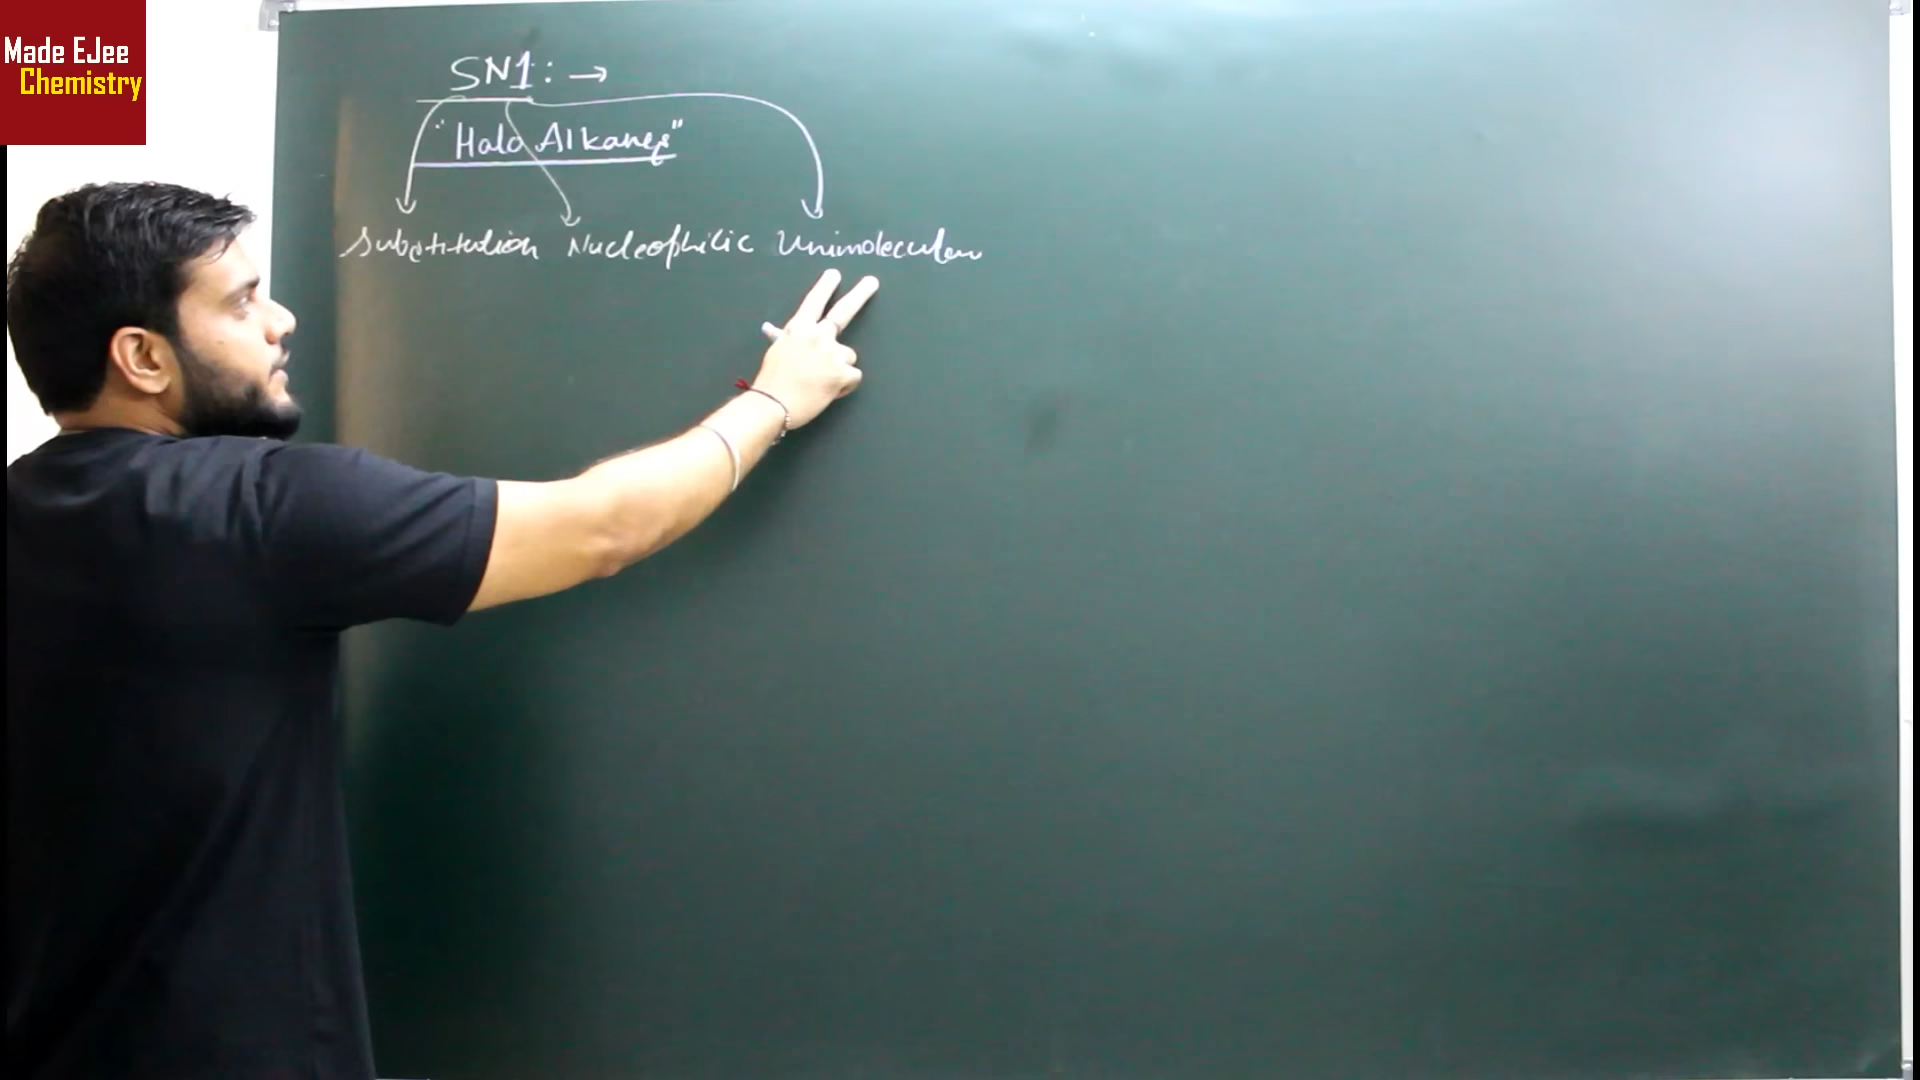 Made EJee
Chemistry
SN1: →
"Halo Alkanes"
Substitution Nucleophilic Unimolecular